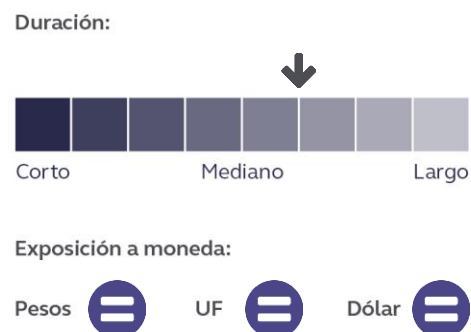 Duración:
Corto Mediano Largo
Exposición a moneda:
Pesos UF Dólar